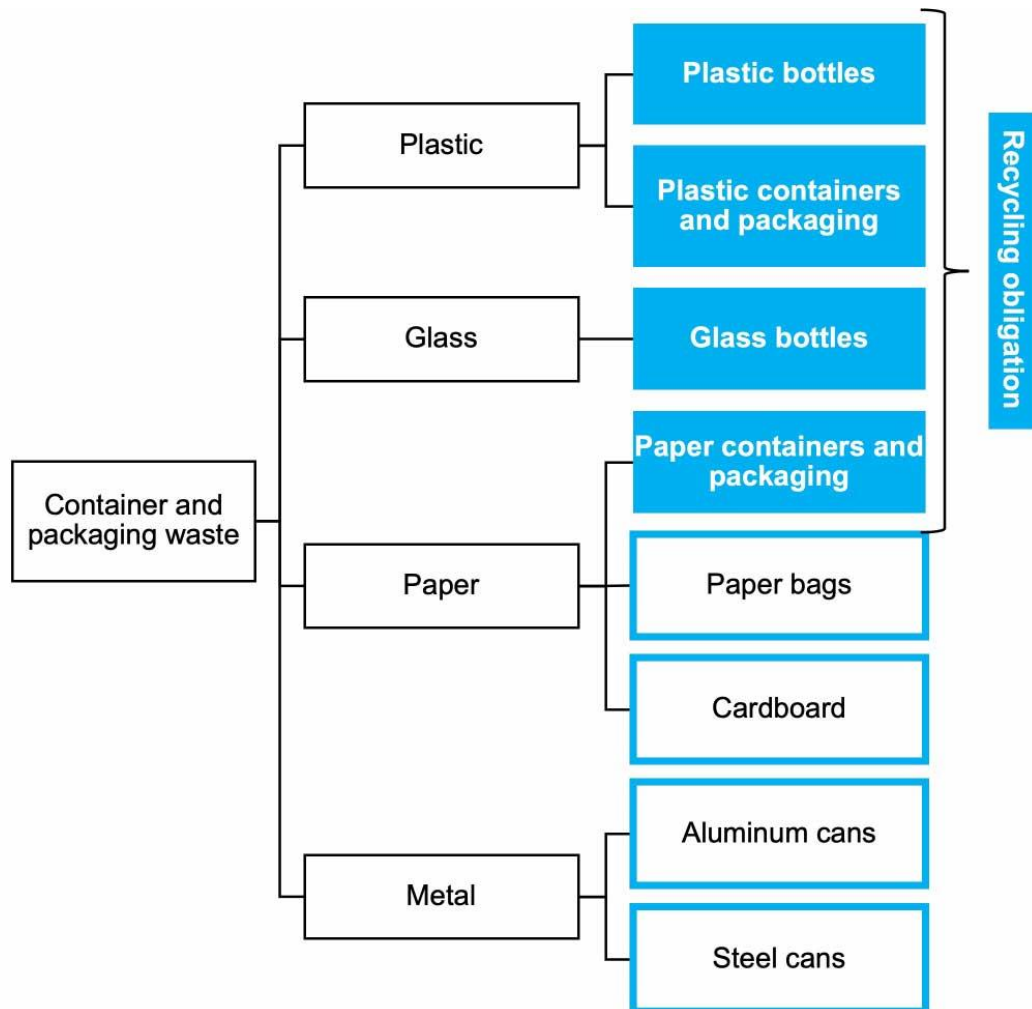 Container and
packaging waste
Plastic
Plastic bottles
Plastic containers
and packaging
Glass
Glass bottles
Paper
Paper containers and
packaging
Paper bags
Cardboard
Metal
Aluminum cans
Steel cans
Recycling obligation